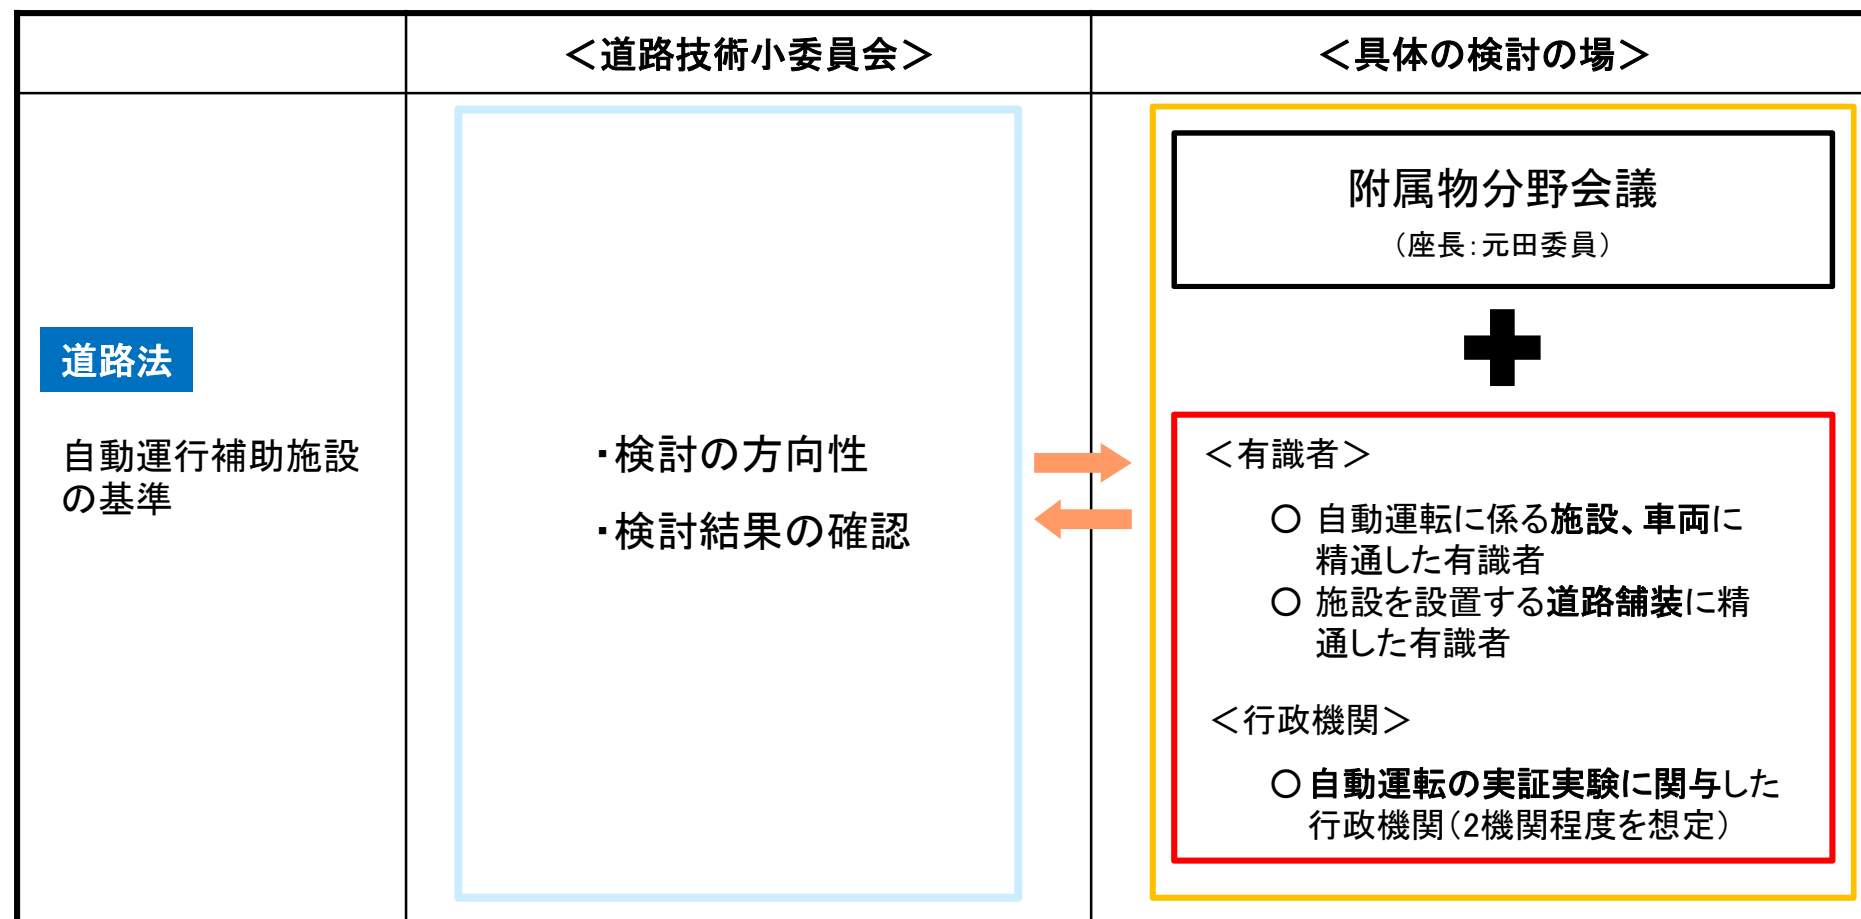 ＜道路技術小委員会＞
＜具体の検討の場＞
道路法
自動運行補助施設
の基準
・検討の方向性
・検討結果の確認
附属物分野会議
（座長：元田委員）
＜有識者＞
○ 自動運転に係る施設、車両に
精通した有識者
○ 施設を設置する道路舗装に精
通した有識者
＜行政機関＞
○ 自動運転の実証実験に関与した
行政機関（2機関程度を想定）